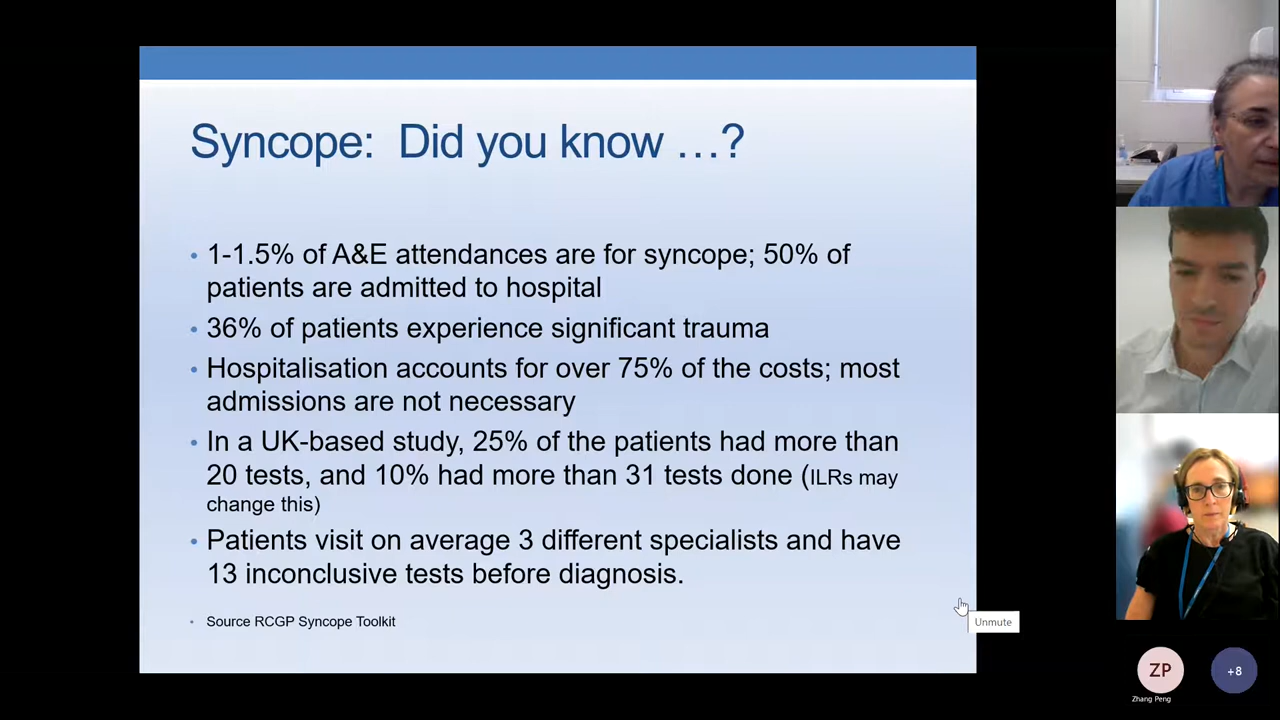 Syncope: Did you know …?
• 1-1.5% of A&E attendances are for syncope; 50% of
patients are admitted to hospital
• 36% of patients experience significant trauma
• Hospitalisation accounts for over 75% of the costs; most
admissions are not necessary
• In a UK-based study, 25% of the patients had more than
20 tests, and 10% had more than 31 tests done (ILRs may
change this)
• Patients visit on average 3 different specialists and have
13 inconclusive tests before diagnosis.
• Source RCGP Syncope Toolkit
Unmute
ZP
Zhang Peng
+8